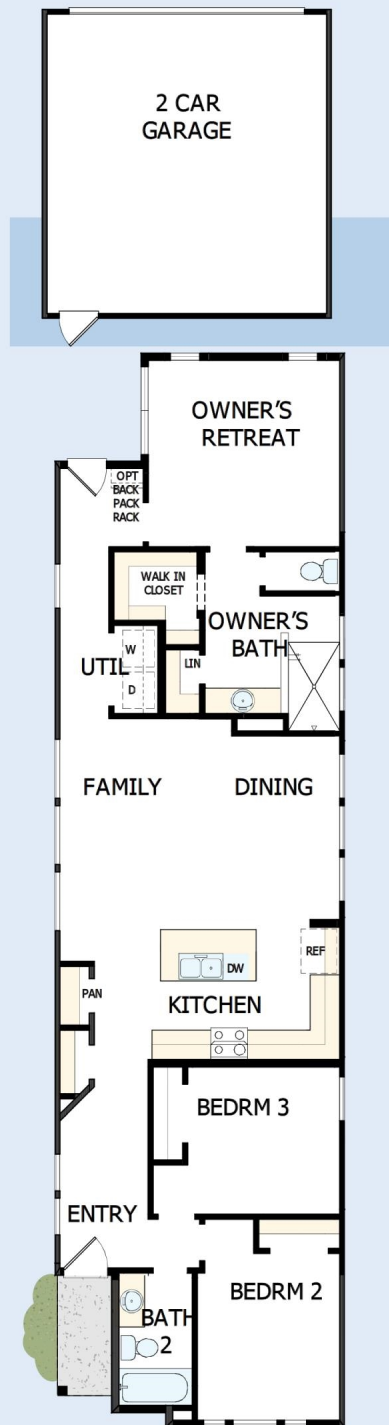 2 CAR
GARAGE
OWNER'S
RETREAT
OPT
BACK
PACK
RACK
WALK IN
CLOSET
OWNER'S
BATH
W
UTIL
LIN
D
FAMILY
DINING
REF
DW
PAN
KITCHEN
BEDRM 3
ENTRY
BEDRM 2
BATH
2